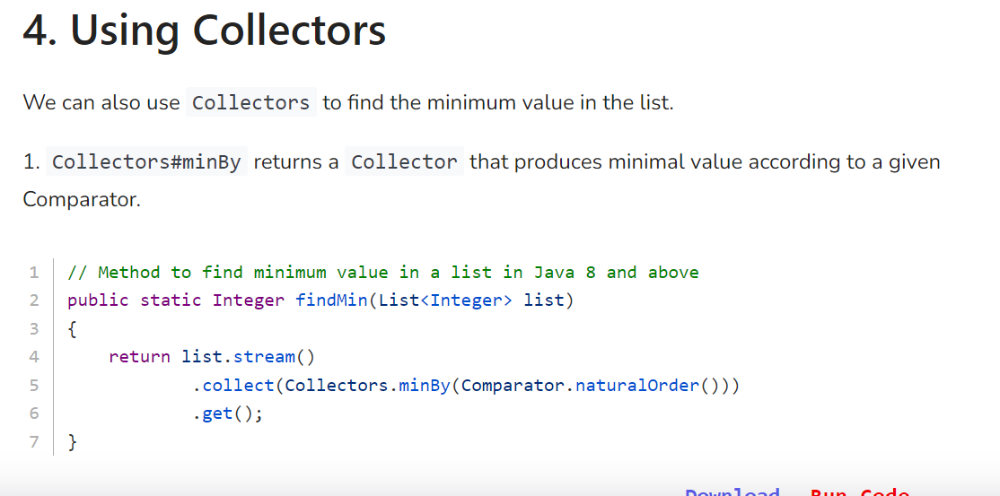 4. Using Collectors
We can also use Collectors to find the minimum value in the list.
1. Collectors#minBy returns a Collector that produces minimal value according to a given
Comparator.
1 // Method to find minimum value in a list in Java 8 and above
2 public static Integer findMin(List<Integer> list)
3 {
4     return list.stream()
5             .collect(Collectors.minBy(Comparator.naturalOrder()))
6             .get();
7 }
Download Run Code